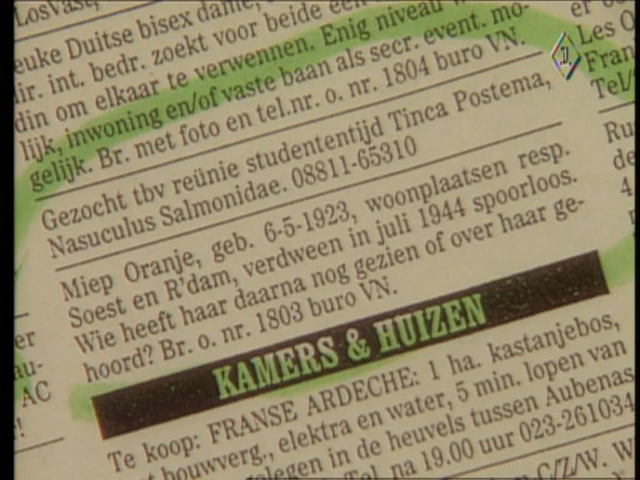 LosVast,
euke Duitse bisex dame,
dir. int. bedr. zoekt voor beide een
din om elkaar te verwennen. Enig niveau
lijk, inwoning en/of vaste baan als secr. event. mo-
gelijk. Br. met foto en tel.nr. o. nr. 1804 buro VN.
Gezocht tbv reünie studententijd Tinca Postema,
Nasuculus Salmonidae. 08811-65310
Miep Oranje, geb. 6-5-1923, woonplaatsen resp.
Soest en R'dam, verdween in juli 1944 spoorloos.
Wie heeft haar daarna nog gezien of over haar ge-
hoord? Br. o. nr. 1803 buro VN.
KAMERS & HUIZEN
Te koop: FRANSE ARDECHE: 1 ha. kastanjebos,
bouwverg., elektra en water, 5 min. lopen van
gelegen in de heuvels tussen Aubenas
Tel. na 19.00 uur 023-261034
C/Z/W. W
er
au-
AC
Les
Fran
Tel/
Ru
de
4